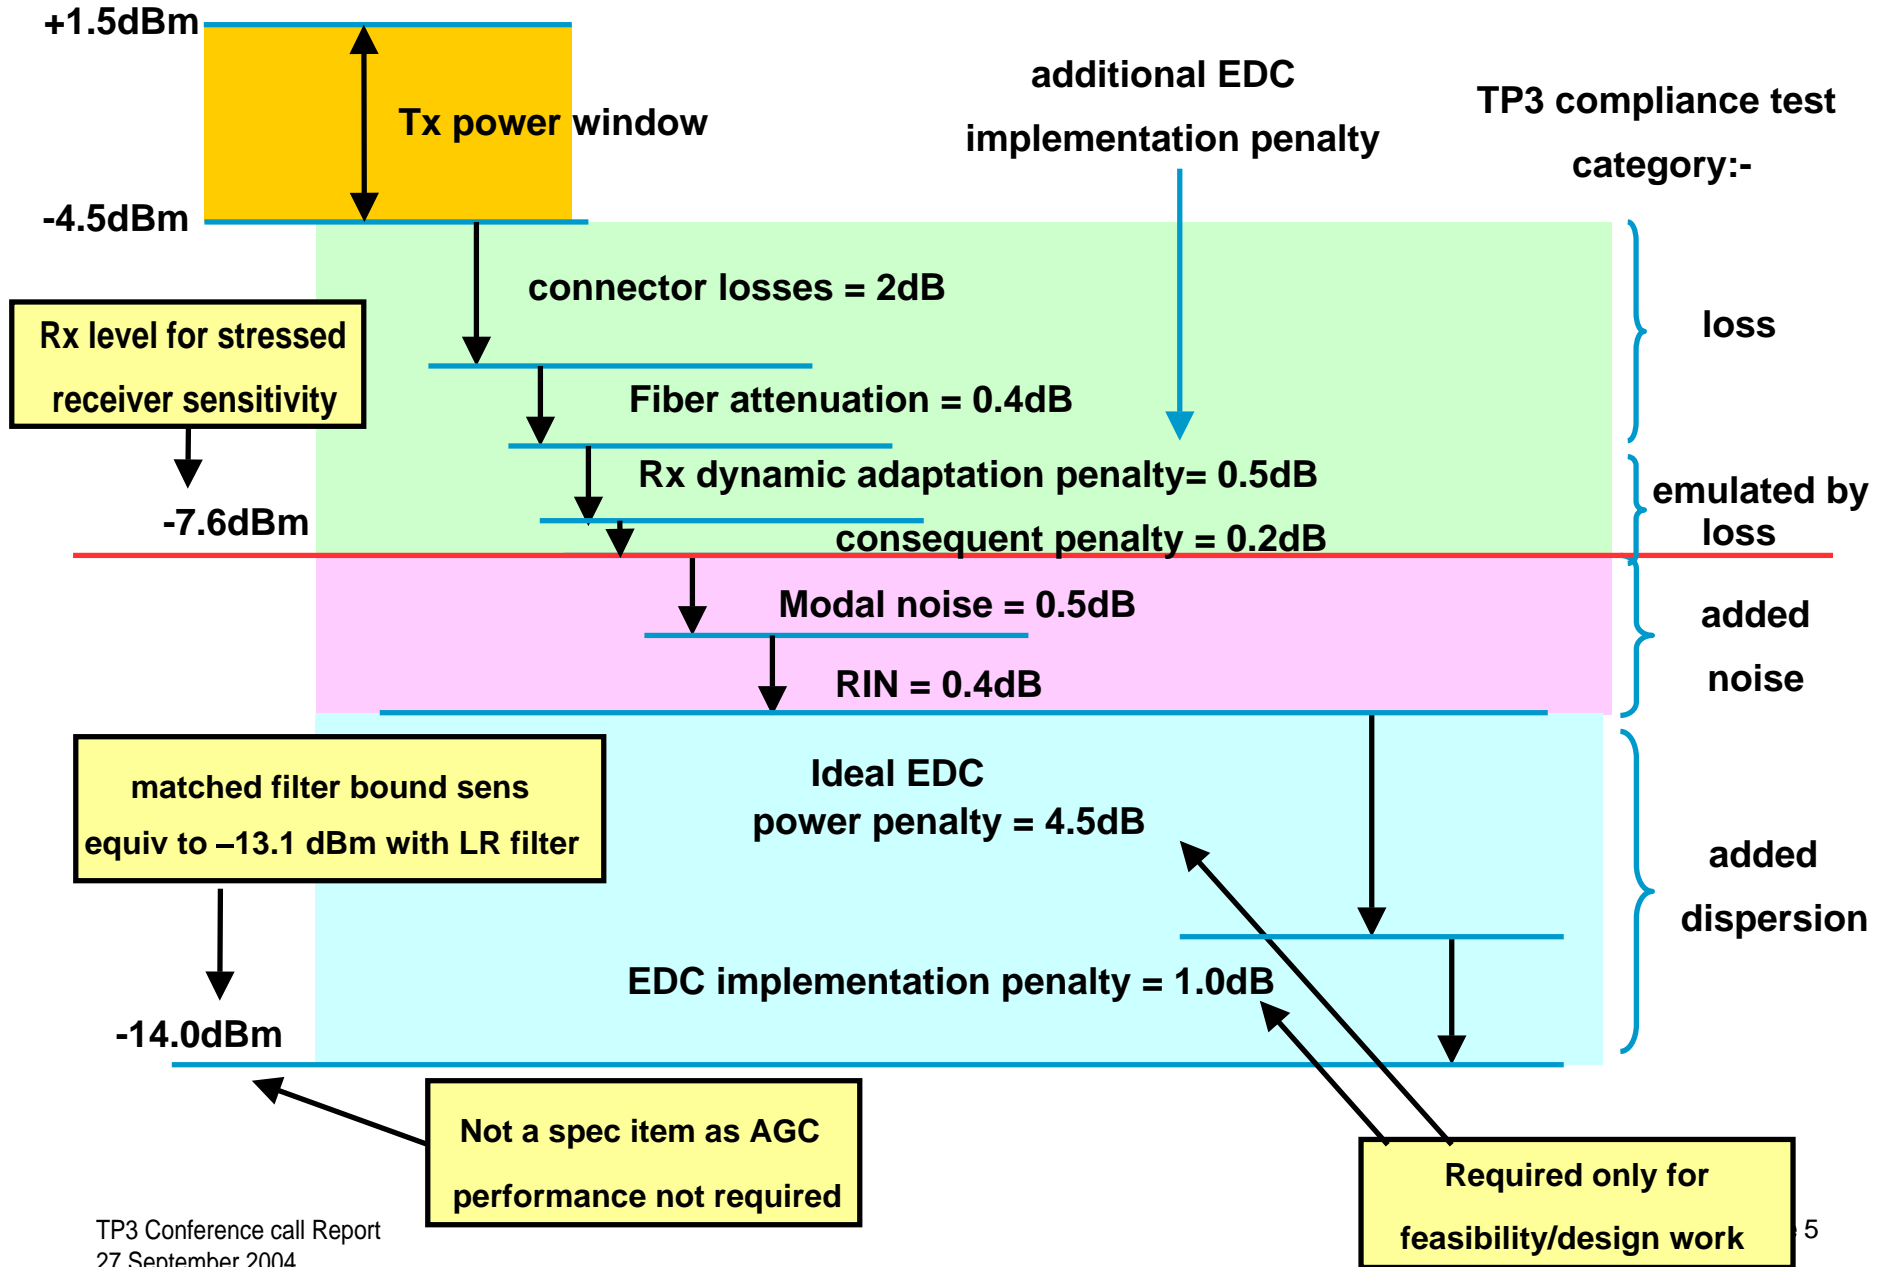 +1.5dBm
Tx power window
-4.5dBm
additional EDC
implementation penalty
TP3 compliance test
category:-
connector losses = 2dB
loss
Rx level for stressed
receiver sensitivity
Fiber attenuation = 0.4dB
Rx dynamic adaptation penalty= 0.5dB
emulated by
loss
-7.6dBm
consequent penalty = 0.2dB
Modal noise = 0.5dB
added
noise
RIN = 0.4dB
matched filter bound sens
equiv to –13.1 dBm with LR filter
Ideal EDC
power penalty = 4.5dB
added
dispersion
EDC implementation penalty = 1.0dB
-14.0dBm
Not a spec item as AGC
performance not required
Required only for
feasibility/design work
TP3 Conference call Report
27 September 2004
5